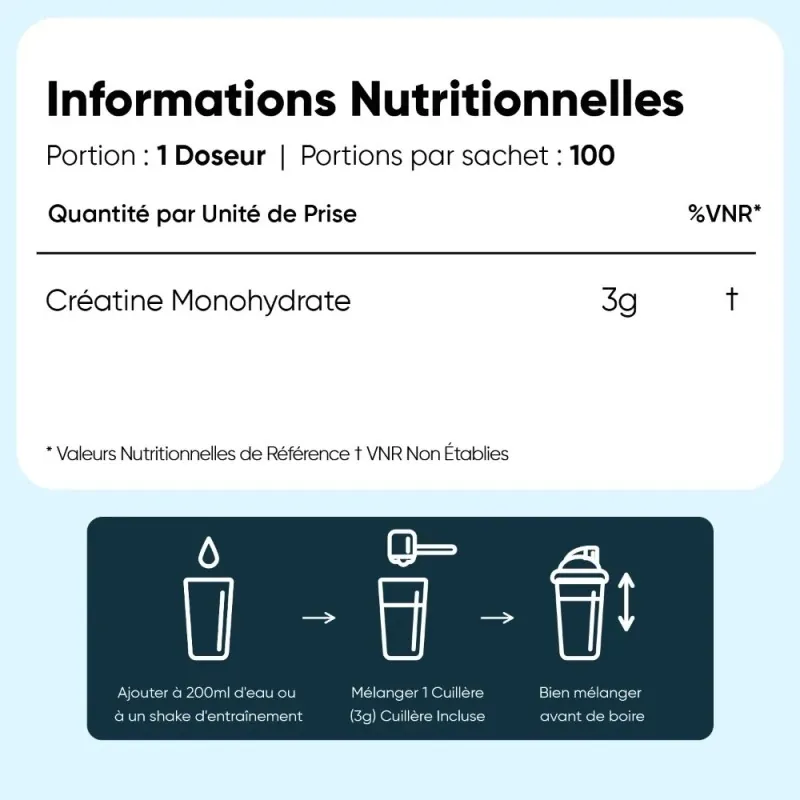 Informations Nutritionnelles
Portion : 1 Doseur | Portions par sachet : 100
Quantité par Unité de Prise %VNR*
Créatine Monohydrate 3g †
* Valeurs Nutritionnelles de Référence † VNR Non Établies
Ajouter à 200ml d'eau ou
à un shake d'entraînement
Mélanger 1 Cuillère
(3g) Cuillère Incluse
Bien mélanger
avant de boire